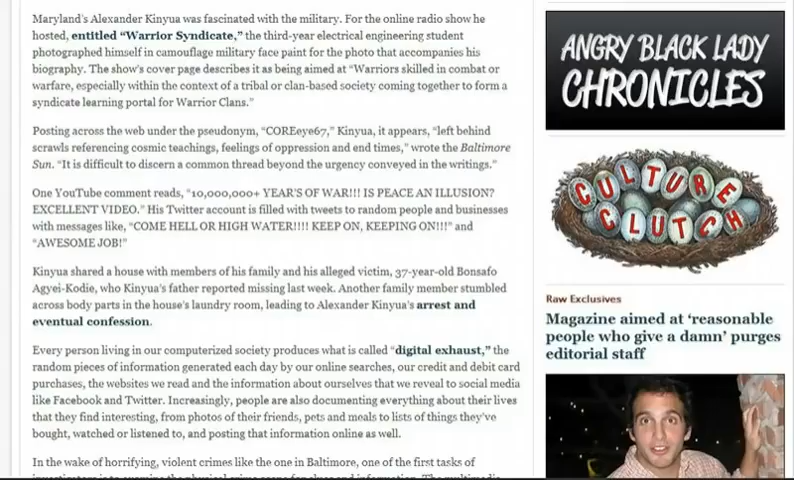 Maryland's Alexander Kinyua was fascinated with the military. For the online radio show he
hosted, entitled “Warrior Syndicate,” the third-year electrical engineering student
photographed himself in camouflage military face paint for the photo that accompanies his
biography. The show's cover page describes it as being aimed at “Warriors skilled in combat or
warfare, especially within the context of a tribal or clan-based society coming together to form a
syndicate learning portal for Warrior Clans.”
Posting across the web under the pseudonym, “COREeye67,” Kinyua, it appears, “left behind
scrawls referencing cosmic teachings, feelings of oppression and end times,” wrote the Baltimore
Sun. “It is difficult to discern a common thread beyond the urgency conveyed in the writings.”
One YouTube comment reads, “10,000,000+ YEAR'S OF WAR!!! IS PEACE AN ILLUSION?
EXCELLENT VIDEO.” His Twitter account is filled with tweets to random people and businesses
with messages like, “COME HELL OR HIGH WATER!!!! KEEP ON, KEEPING ON!!!” and
“AWESOME JOB!”
Kinyua shared a house with members of his family and his alleged victim, 37-year-old Bonsafo
Agyei-Kodie, who Kinyua's father reported missing last week. Another family member stumbled
across body parts in the house's laundry room, leading to Alexander Kinyua's arrest and
eventual confession.
Every person living in our computerized society produces what is called “digital exhaust,” the
random pieces of information generated each day by our online searches, our credit and debit card
purchases, the websites we read and the information about ourselves that we reveal to social media
like Facebook and Twitter. Increasingly, people are also documenting everything about their lives
that they find interesting, from photos of their friends, pets and meals to lists of things they've
bought, watched or listened to, and posting that information online as well.
In the wake of horrifying, violent crimes like the one in Baltimore, one of the first tasks of
ANGRY BLACK LADY
CHRONICLES
CULTURE
CLUTCH
Raw Exclusives
Magazine aimed at ‘reasonable
people who give a damn’ purges
editorial staff